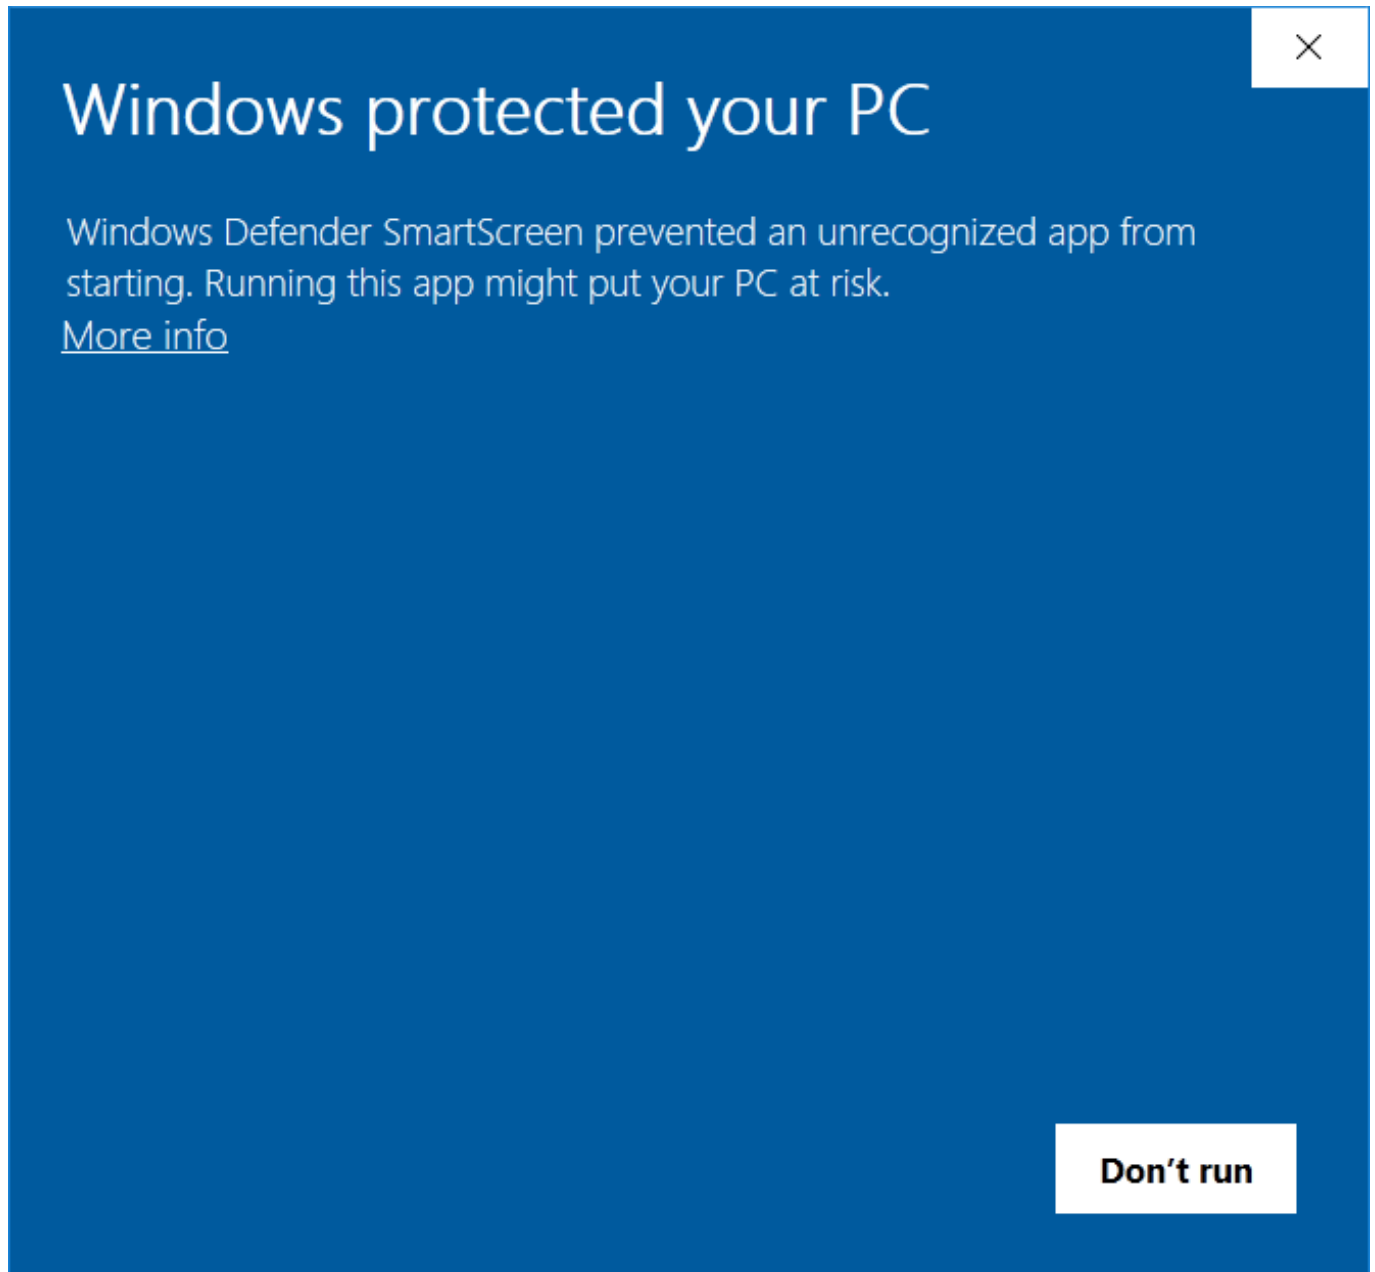 Windows protected your PC
Windows Defender SmartScreen prevented an unrecognized app from
starting. Running this app might put your PC at risk.
More info
Don’t run